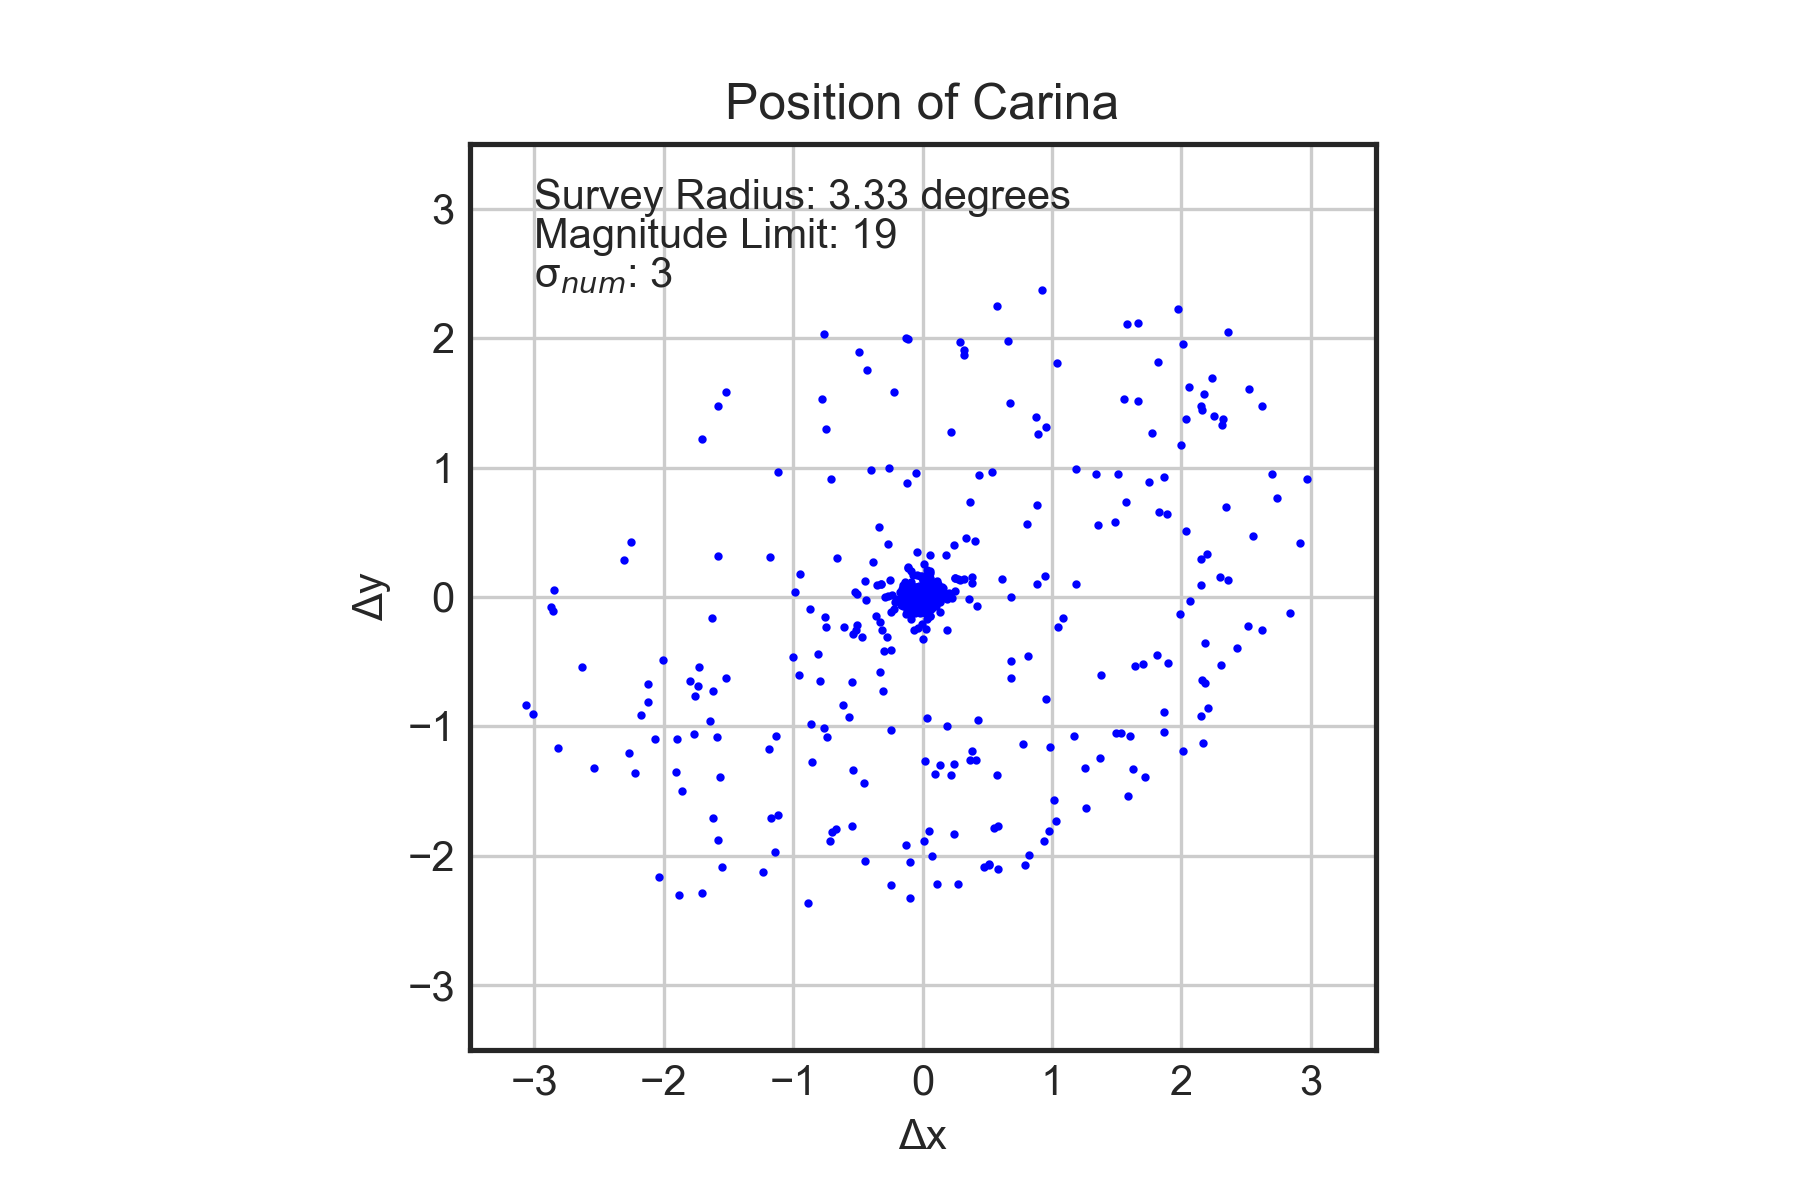 Position of Carina
Survey Radius: 3.33 degrees
Magnitude Limit: 19
σnum: 3
Δy
3
2
1
0
−1
−2
−3
−3 −2 −1 0 1 2 3
Δx